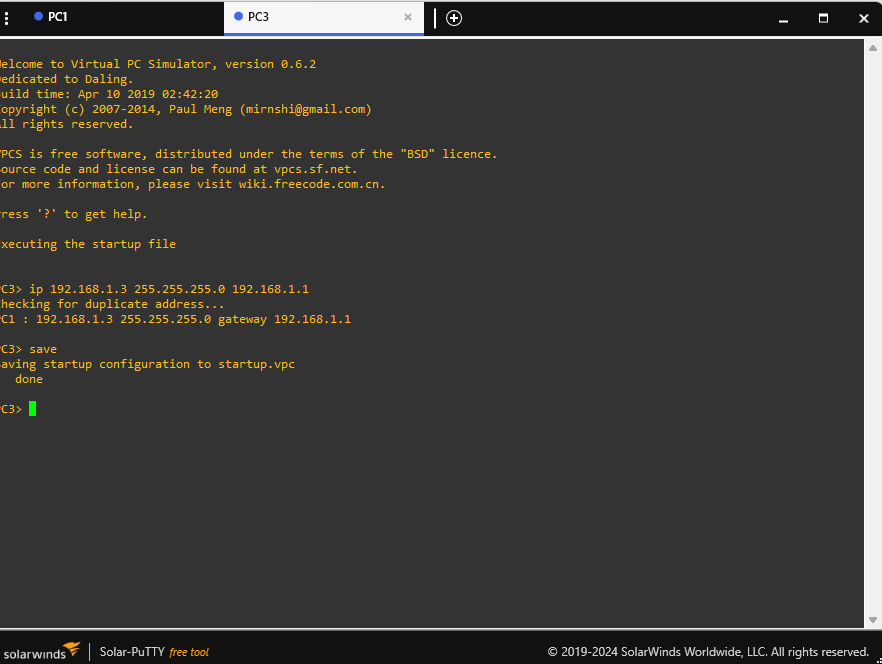 PC1
PC3
elcome to Virtual PC Simulator, version 0.6.2
edicated to Daling.
uild time: Apr 10 2019 02:42:20
opyright (c) 2007-2014, Paul Meng (mirnshi@gmail.com)
ll rights reserved.
VPCS is free software, distributed under the terms of the "BSD" licence.
ource code and license can be found at vpcs.sf.net.
or more information, please visit wiki.freecode.com.cn.
ress '?' to get help.
xecuting the startup file
PC3> ip 192.168.1.3 255.255.255.0 192.168.1.1
hecking for duplicate address...
PC1 : 192.168.1.3 255.255.255.0 gateway 192.168.1.1
PC3> save
aving startup configuration to startup.vpc
done
PC3>
solarwinds
Solar-PuTTY free tool
© 2019-2024 SolarWinds Worldwide, LLC. All rights reserved.